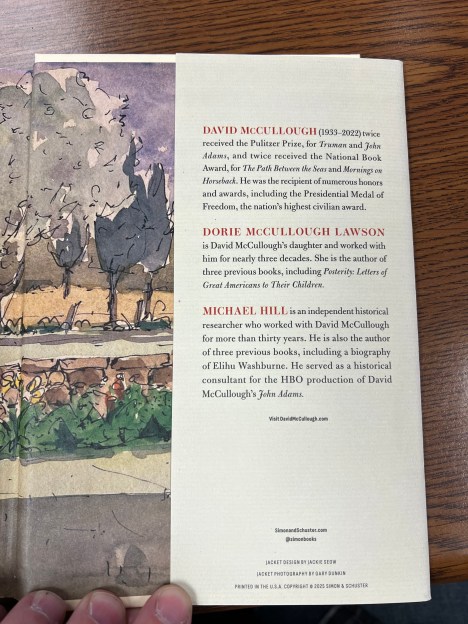 DAVID McCULLOUGH (1933–2022) twice
received the Pulitzer Prize, for Truman and John
Adams, and twice received the National Book
Award, for The Path Between the Seas and Mornings on
Horseback. He was the recipient of numerous honors
and awards, including the Presidential Medal of
Freedom, the nation's highest civilian award.
DORIE McCULLOUGH LAWSON
is David McCullough's daughter and worked with
him for nearly three decades. She is the author of
three previous books, including Posterity: Letters of
Great Americans to Their Children.
MICHAEL HILL is an independent historical
researcher who worked with David McCullough
for more than thirty years. He is also the author
of three previous books, including a biography
of Elihu Washburne. He served as a historical
consultant for the HBO production of David
McCullough's John Adams.
Visit DavidMcCullough.com
SimonandSchuster.com
@simonbooks
JACKET DESIGN BY JACKIE SEOW
JACKET PHOTOGRAPHY BY GARY DUNKIN
PRINTED IN THE U.S.A. COPYRIGHT © 2025 SIMON & SCHUSTER